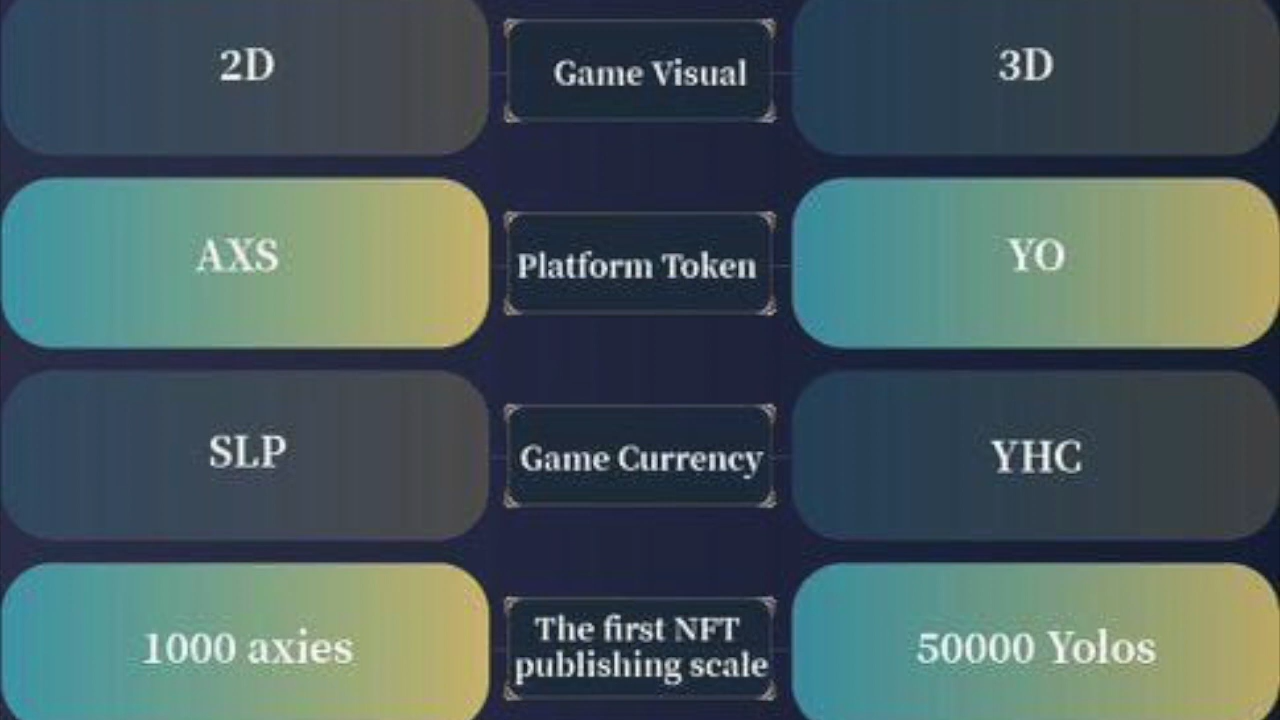 2D
Game Visual
3D
AXS
Platform Token
YO
SLP
Game Currency
YHC
1000 axies
The first NFT
publishing scale
50000 Yolos